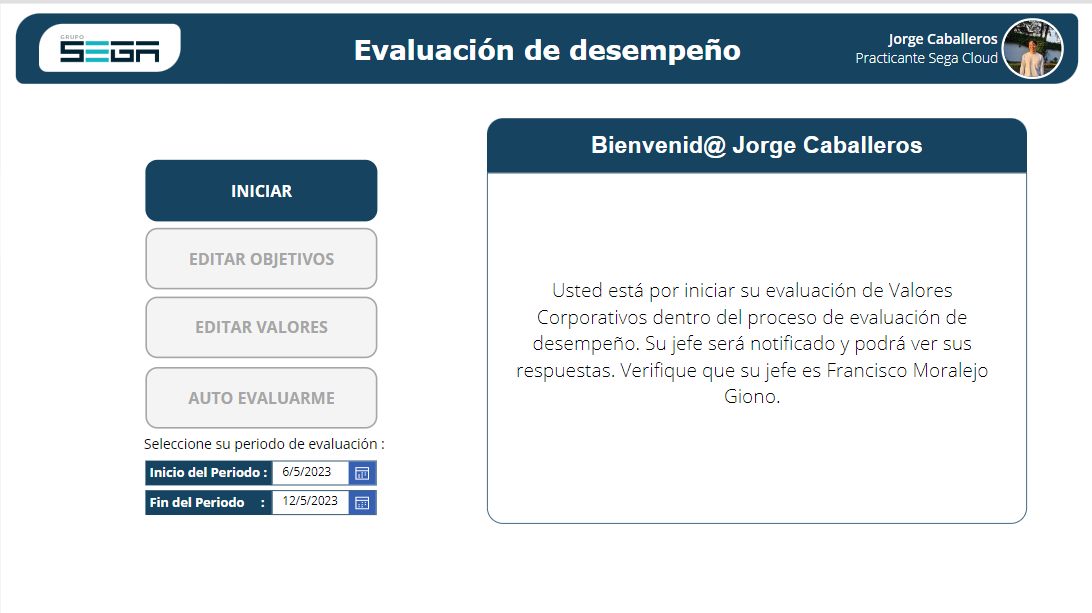 GRUPO
SEGA
Evaluación de desempeño
Jorge Caballeros
Practicante Sega Cloud
INICIAR
EDITAR OBJETIVOS
EDITAR VALORES
AUTO EVALUARME
Seleccione su periodo de evaluación :
Inicio del Periodo : 6/5/2023
Fin del Periodo : 12/5/2023
Bienvenid@ Jorge Caballeros
Usted está por iniciar su evaluación de Valores
Corporativos dentro del proceso de evaluación de
desempeño. Su jefe será notificado y podrá ver sus
respuestas. Verifique que su jefe es Francisco Moralejo
Giono.